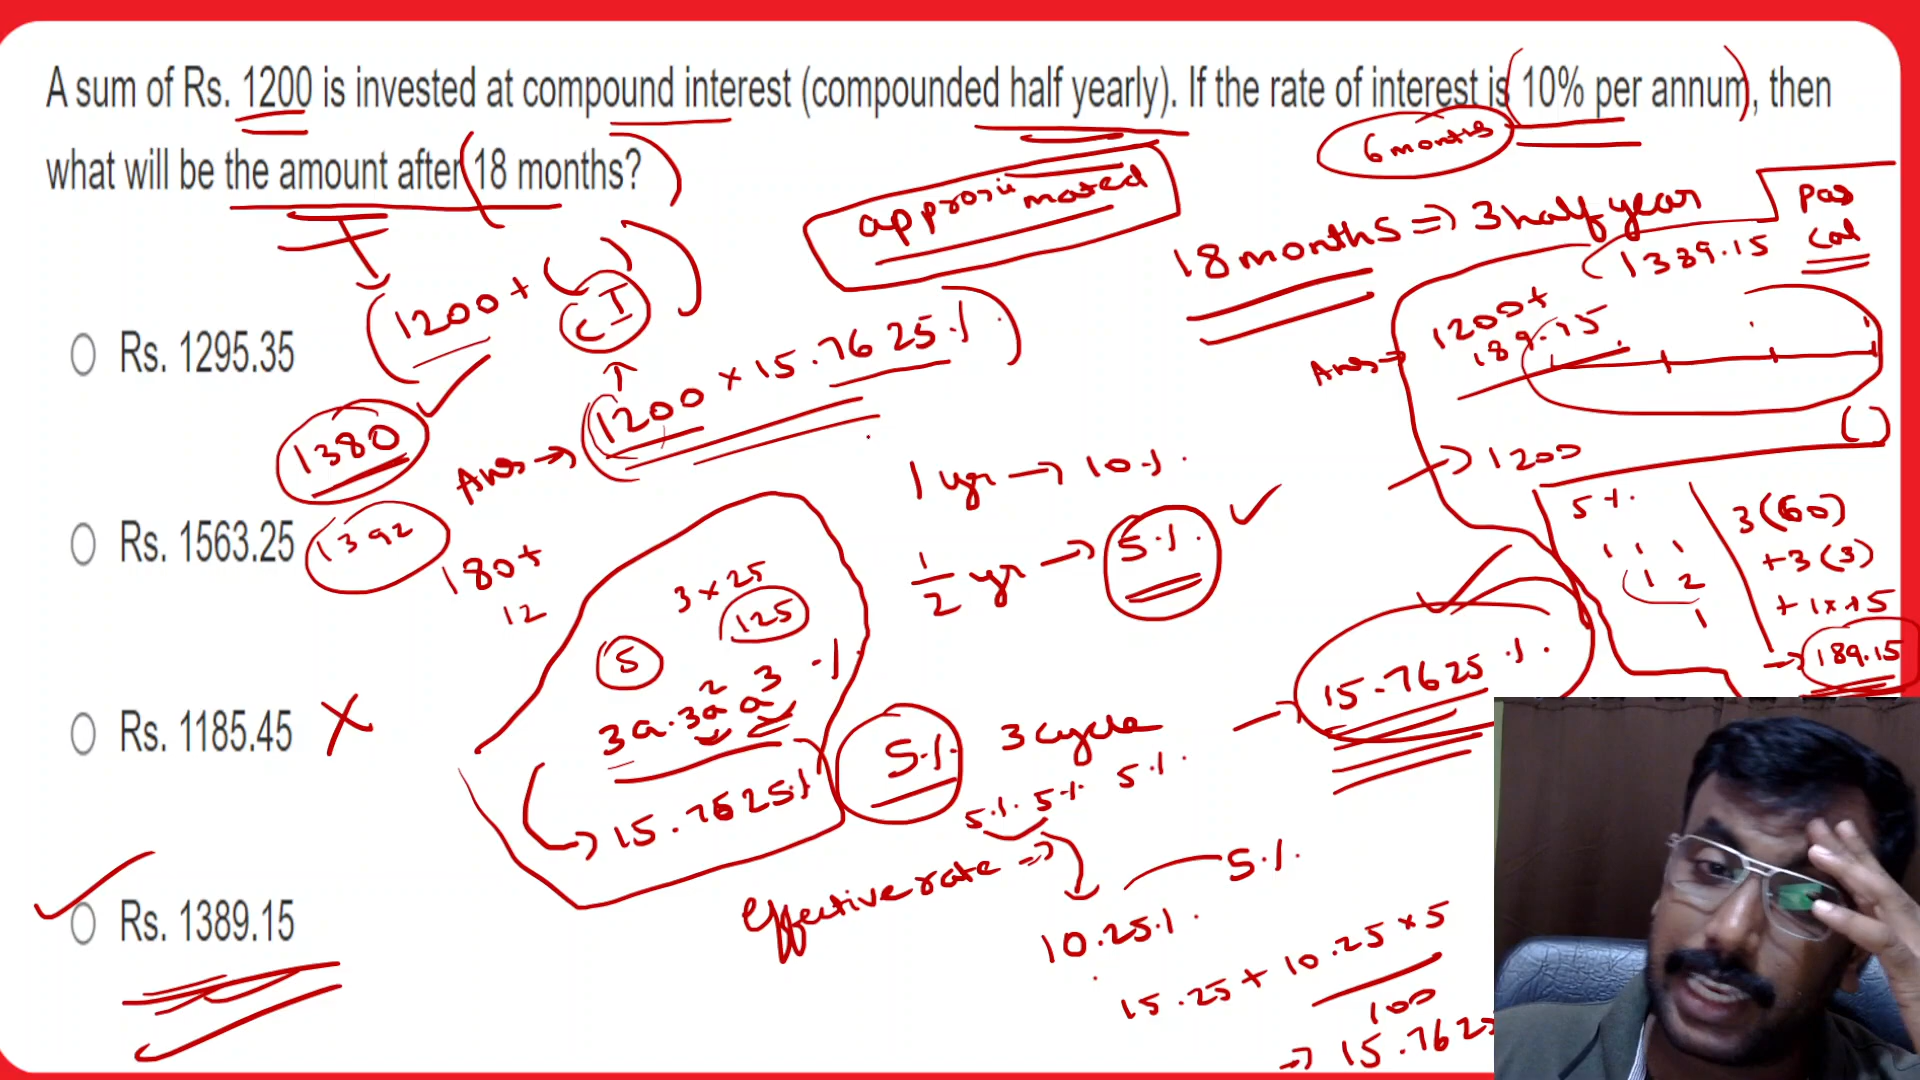 A sum of Rs. 1200 is invested at compound interest (compounded half yearly). If the rate of interest is 10% per annum, then
what will be the amount after 18 months?
6 months
approximated
18 months => 3 half year
Pas
cal
1389.15
1200 + CI
1200 +
189.15
Ans →
Rs. 1295.35
1200 × 15.7625%
1380
Ans →
1 yr → 10%
→ 1200
Rs. 1563.25
1392
180+
12
1/2 yr → 5%
5%
1 1 1
1 2
1
3(60)
+3(3)
+1×.15
→ 189.15
3×25
125
5
3a.3a²a³%
→ 15.7625%
Rs. 1185.45
5%
3 cycle
→ 15.7625%
5% 5% 5%
Effective rate →
10.25%
5%
Rs. 1389.15
15.25 + 10.25×5
100
→ 15.762